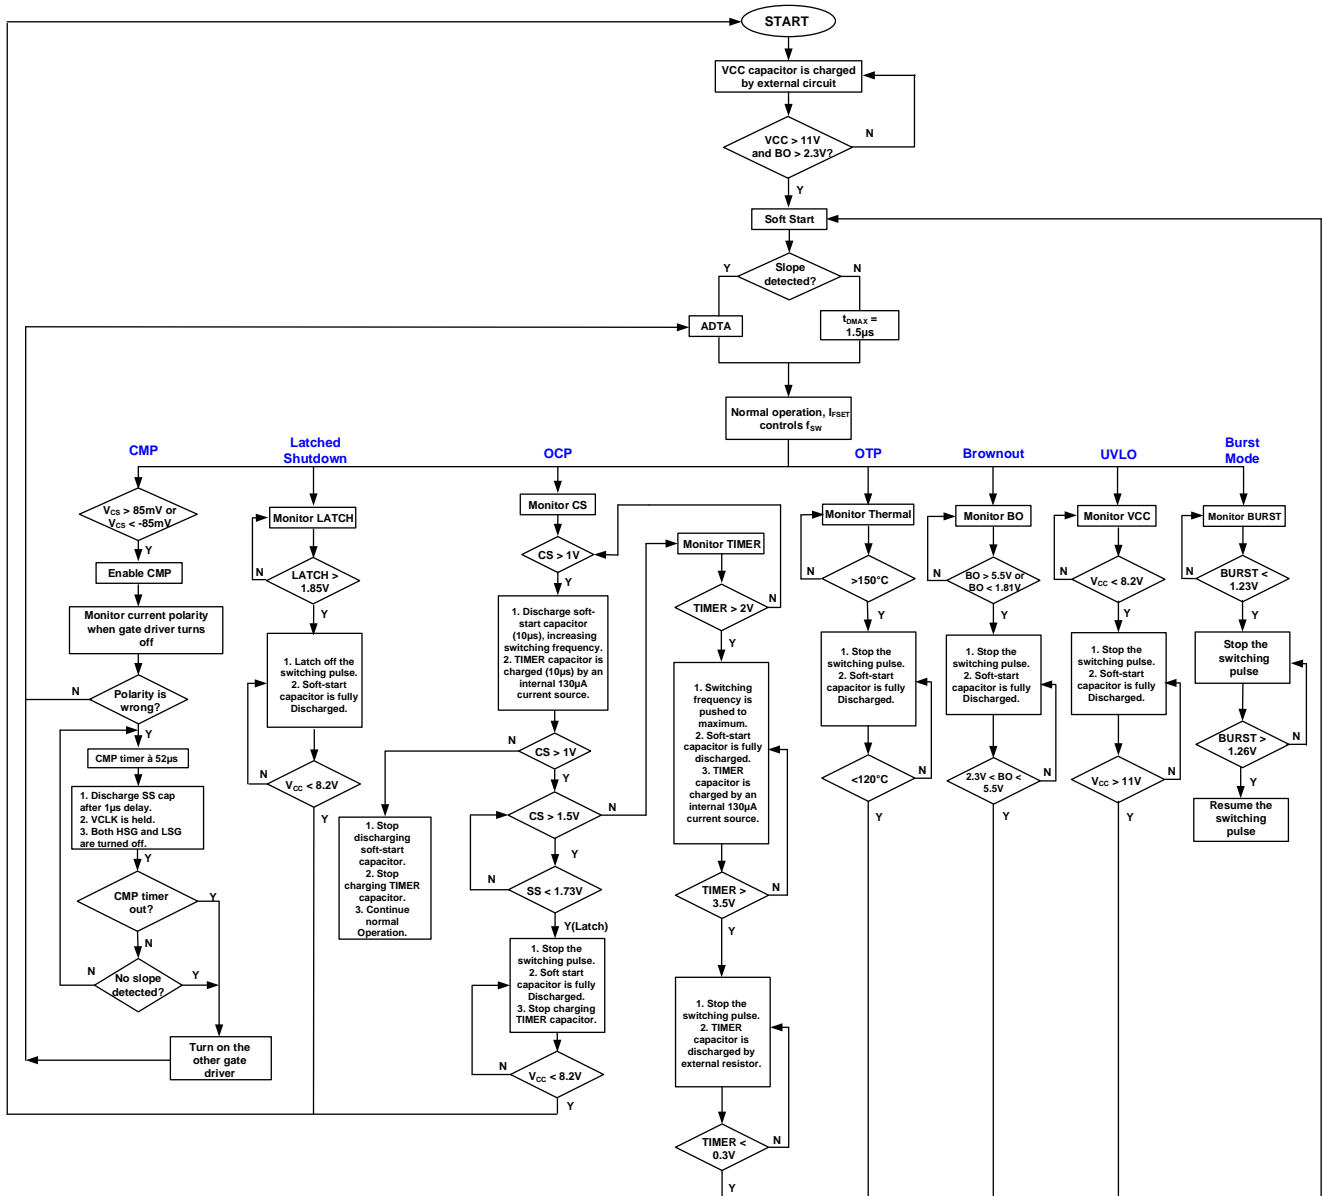 START
VCC capacitor is charged
by external circuit
VCC > 11V
and BO > 2.3V?
N
Y
Soft Start
Slope
detected?
Y
N
ADTA
tDMAX =
1.5µs
Normal operation, IFSET
controls fSW
CMP
VCS > 85mV or
VCS < -85mV
Y
Enable CMP
Monitor current polarity
when gate driver turns
off
Polarity is
wrong?
N
Y
CMP timer à 52µs
1. Discharge SS cap
after 1µs delay.
2. VCLK is held.
3. Both HSG and LSG
are turned off.
Y
CMP timer
out?
Y
N
No slope
detected?
N
Y
Turn on the
other gate
driver
Latched
Shutdown
Monitor LATCH
LATCH >
1.85V
N
Y
1. Latch off the
switching pulse.
2. Soft-start
capacitor is fully
Discharged.
VCC < 8.2V
N
Y
OCP
Monitor CS
CS > 1V
Y
1. Discharge soft-
start capacitor
(10µs), increasing
switching frequency.
2. TIMER capacitor is
charged (10µs) by an
internal 130µA
current source.
CS > 1V
N
Y
1. Stop
discharging
soft-start
capacitor.
2. Stop
charging TIMER
capacitor.
3. Continue
normal
Operation.
CS > 1.5V
N
Y
SS < 1.73V
N
Y(Latch)
1. Stop the
switching pulse.
2. Soft start
capacitor is fully
Discharged.
3. Stop charging
TIMER capacitor.
VCC < 8.2V
N
Y
Monitor TIMER
TIMER > 2V
N
Y
1. Switching
frequency is
pushed to
maximum.
2. Soft-start
capacitor is fully
discharged.
3. TIMER
capacitor is
charged by an
internal 130µA
current source.
TIMER >
3.5V
N
Y
1. Stop the
switching pulse.
2. TIMER
capacitor is
discharged by
external resistor.
TIMER <
0.3V
N
Y
OTP
Monitor Thermal
>150°C
N
Y
1. Stop the
switching pulse.
2. Soft-start
capacitor is fully
Discharged.
<120°C
N
Y
Brownout
Monitor BO
BO > 5.5V or
BO < 1.81V
N
Y
1. Stop the
switching pulse.
2. Soft-start
capacitor is fully
Discharged.
2.3V < BO <
5.5V
N
Y
UVLO
Monitor VCC
VCC < 8.2V
N
Y
1. Stop the
switching pulse.
2. Soft-start
capacitor is fully
Discharged.
VCC > 11V
N
Y
Burst
Mode
Monitor BURST
BURST <
1.23V
N
Y
Stop the
switching
pulse
BURST >
1.26V
N
Y
Resume the
switching
pulse